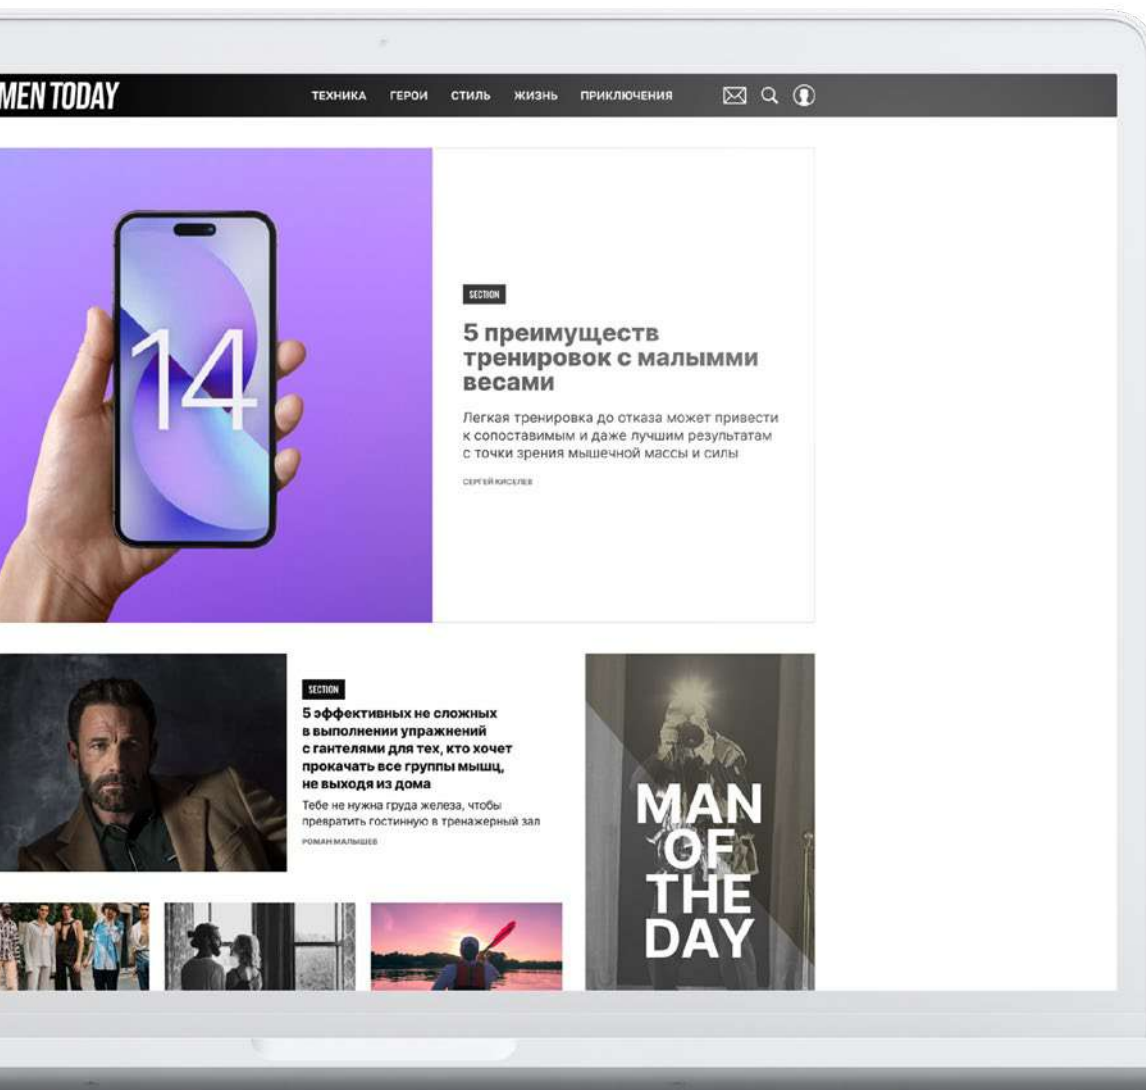 MEN TODAY
ТЕХНИКА ГЕРОИ СТИЛЬ ЖИЗНЬ ПРИКЛЮЧЕНИЯ
14
SECTION
5 преимуществ
тренировок с малымми
весами
Легкая тренировка до отказа может привести
к сопоставимым и даже лучшим результатам
с точки зрения мышечной массы и силы
СЕРГЕЙ КИСЕЛЕВ
SECTION
5 эффективных не сложных
в выполнении упражнений
с гантелями для тех, кто хочет
прокачать все группы мышц,
не выходя из дома
Тебе не нужна груда железа, чтобы
превратить гостинную в тренажерный зал
РОМАН МАЛЫШЕВ
MAN
OF
THE
DAY